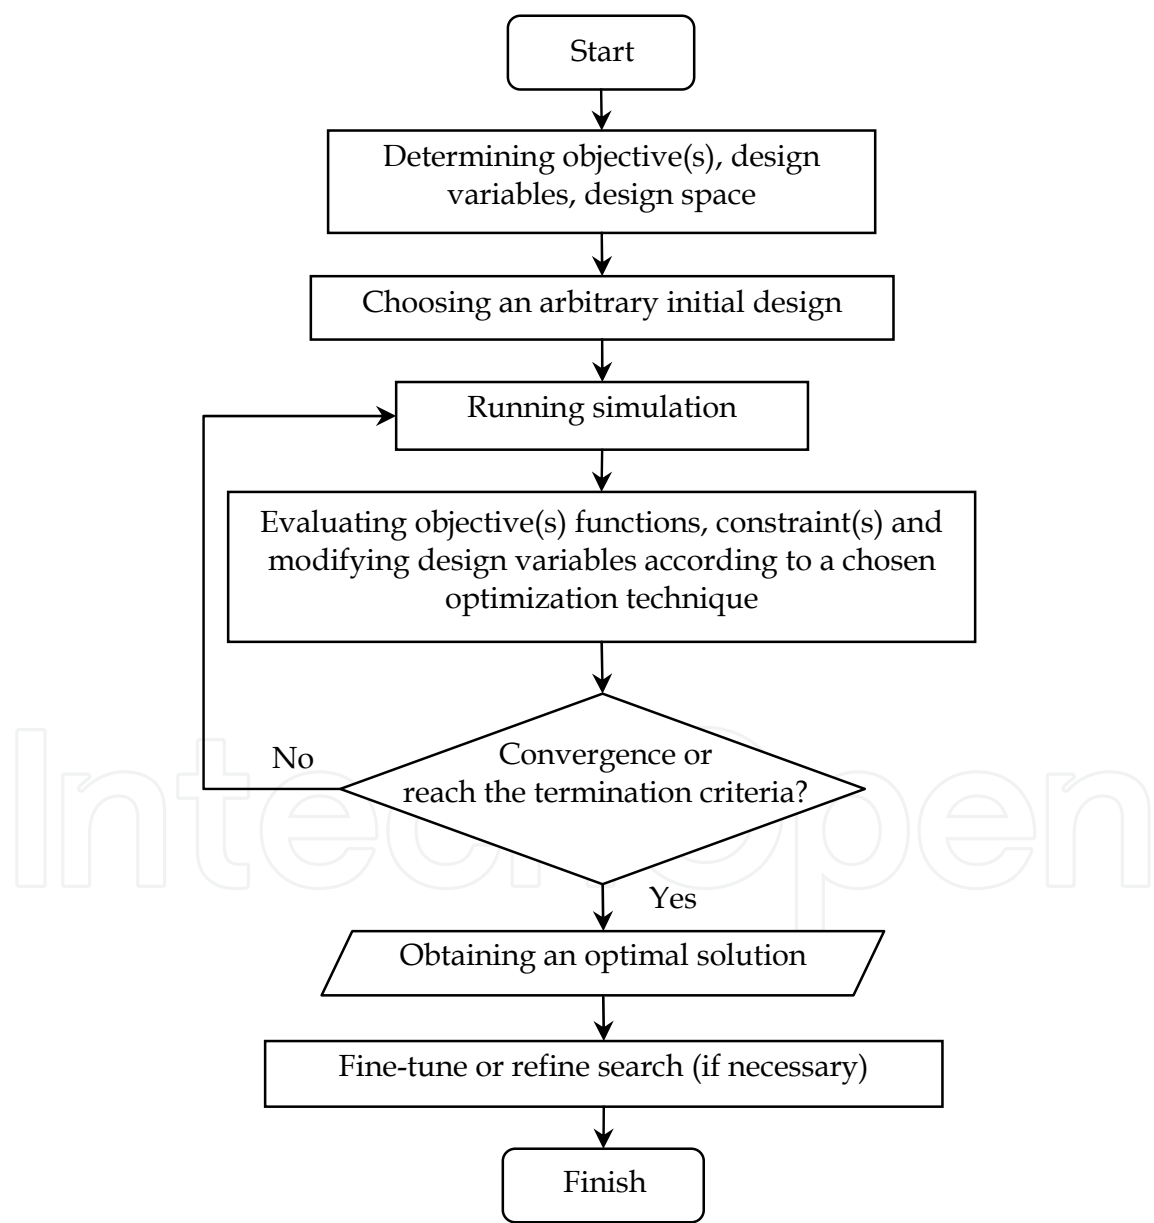 Start
Determining objective(s), design
variables, design space
Choosing an arbitrary initial design
Running simulation
Evaluating objective(s) functions, constraint(s) and
modifying design variables according to a chosen
optimization technique
No
Convergence or
reach the termination criteria?
IntechOpen
Yes
Obtaining an optimal solution
Fine-tune or refine search (if necessary)
Finish